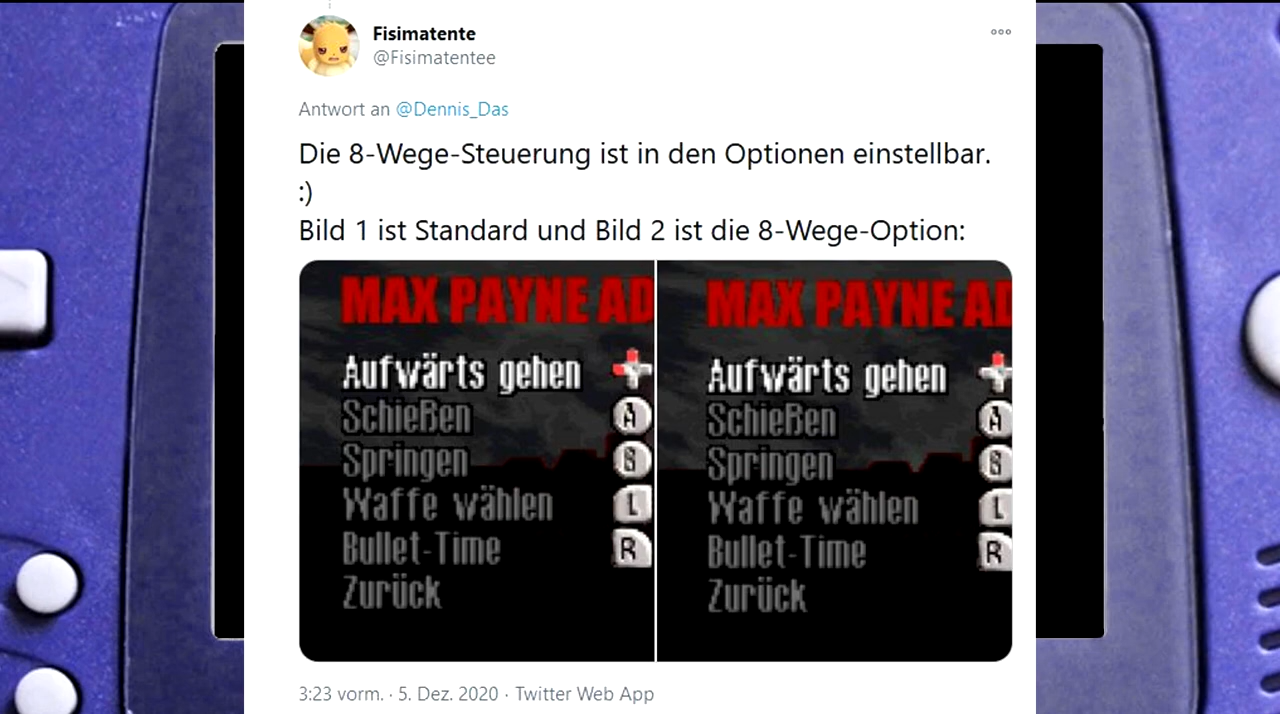 Fisimatente
@Fisimatentee
Antwort an @Dennis_Das
Die 8-Wege-Steuerung ist in den Optionen einstellbar.
:)
Bild 1 ist Standard und Bild 2 ist die 8-Wege-Option:
MAX PAYNE AD
Aufwärts gehen
Schießen A
Springen B
Waffe wählen L
Bullet-Time R
Zurück
MAX PAYNE AD
Aufwärts gehen
Schießen A
Springen B
Waffe wählen L
Bullet-Time R
Zurück
3:23 vorm. · 5. Dez. 2020 · Twitter Web App